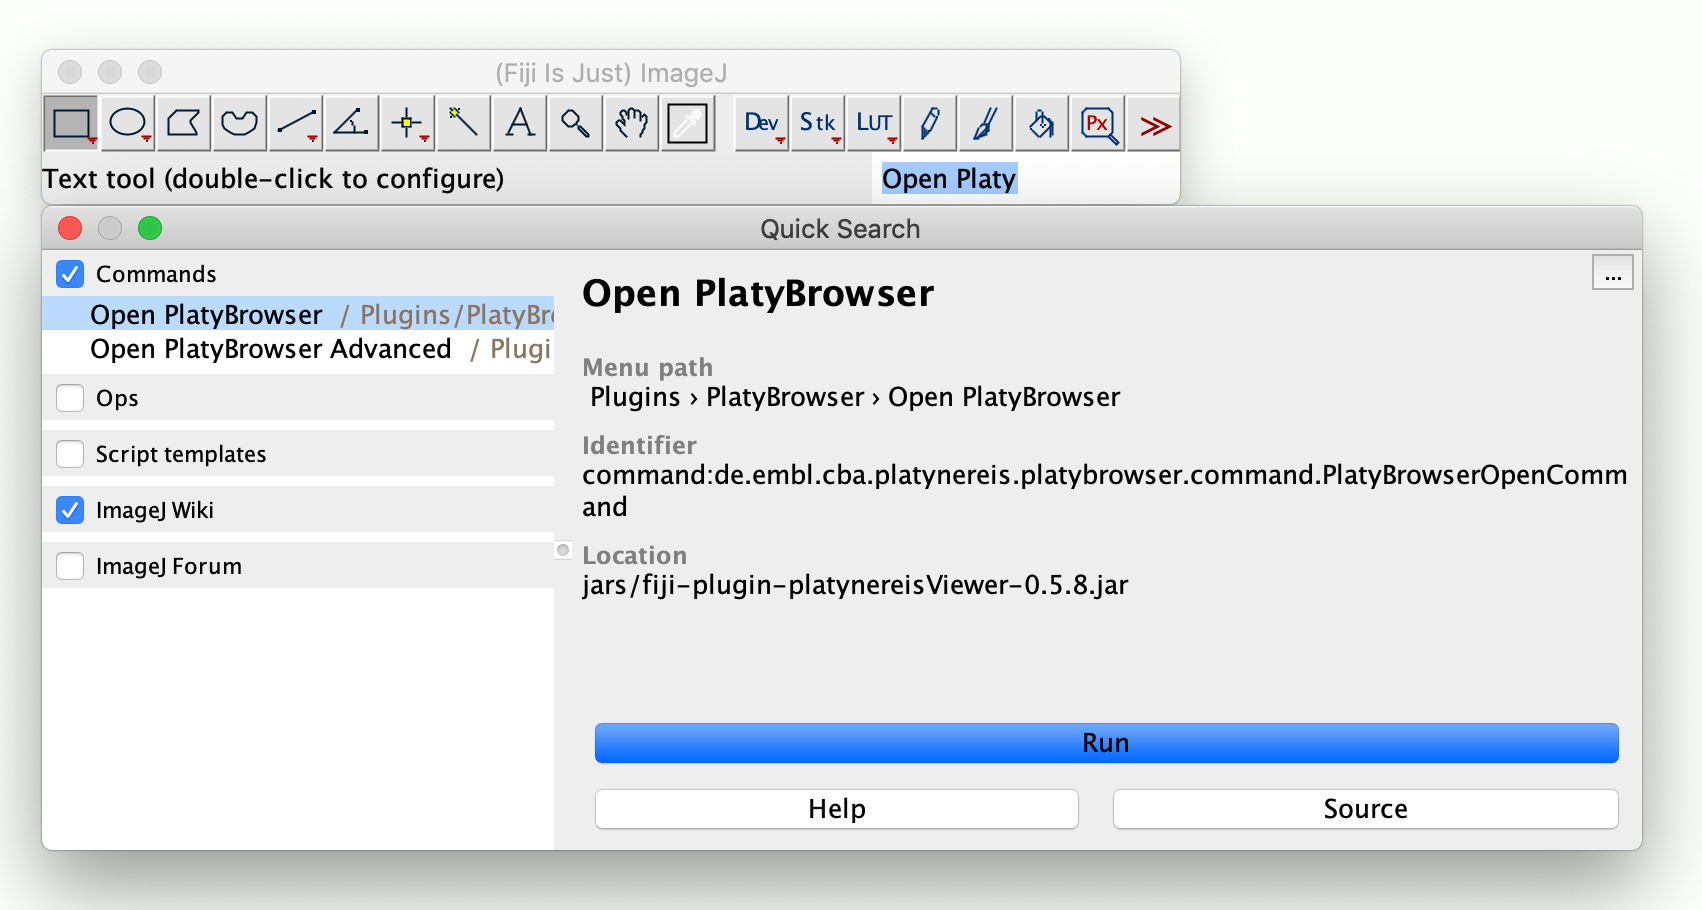 (Fiji Is Just) ImageJ
A Dev Stk LUT Px >>
Text tool (double-click to configure) Open Platy
Quick Search
Commands
...
Open PlatyBrowser
Open PlatyBrowser / Plugins/PlatyBr
Open PlatyBrowser Advanced / Plugi
Ops
Script templates
ImageJ Wiki
ImageJ Forum
Menu path
Plugins › PlatyBrowser › Open PlatyBrowser
Identifier
command:de.embl.cba.platynereis.platybrowser.command.PlatyBrowserOpenComm
and
Location
jars/fiji-plugin-platynereisViewer-0.5.8.jar
Run
Help Source